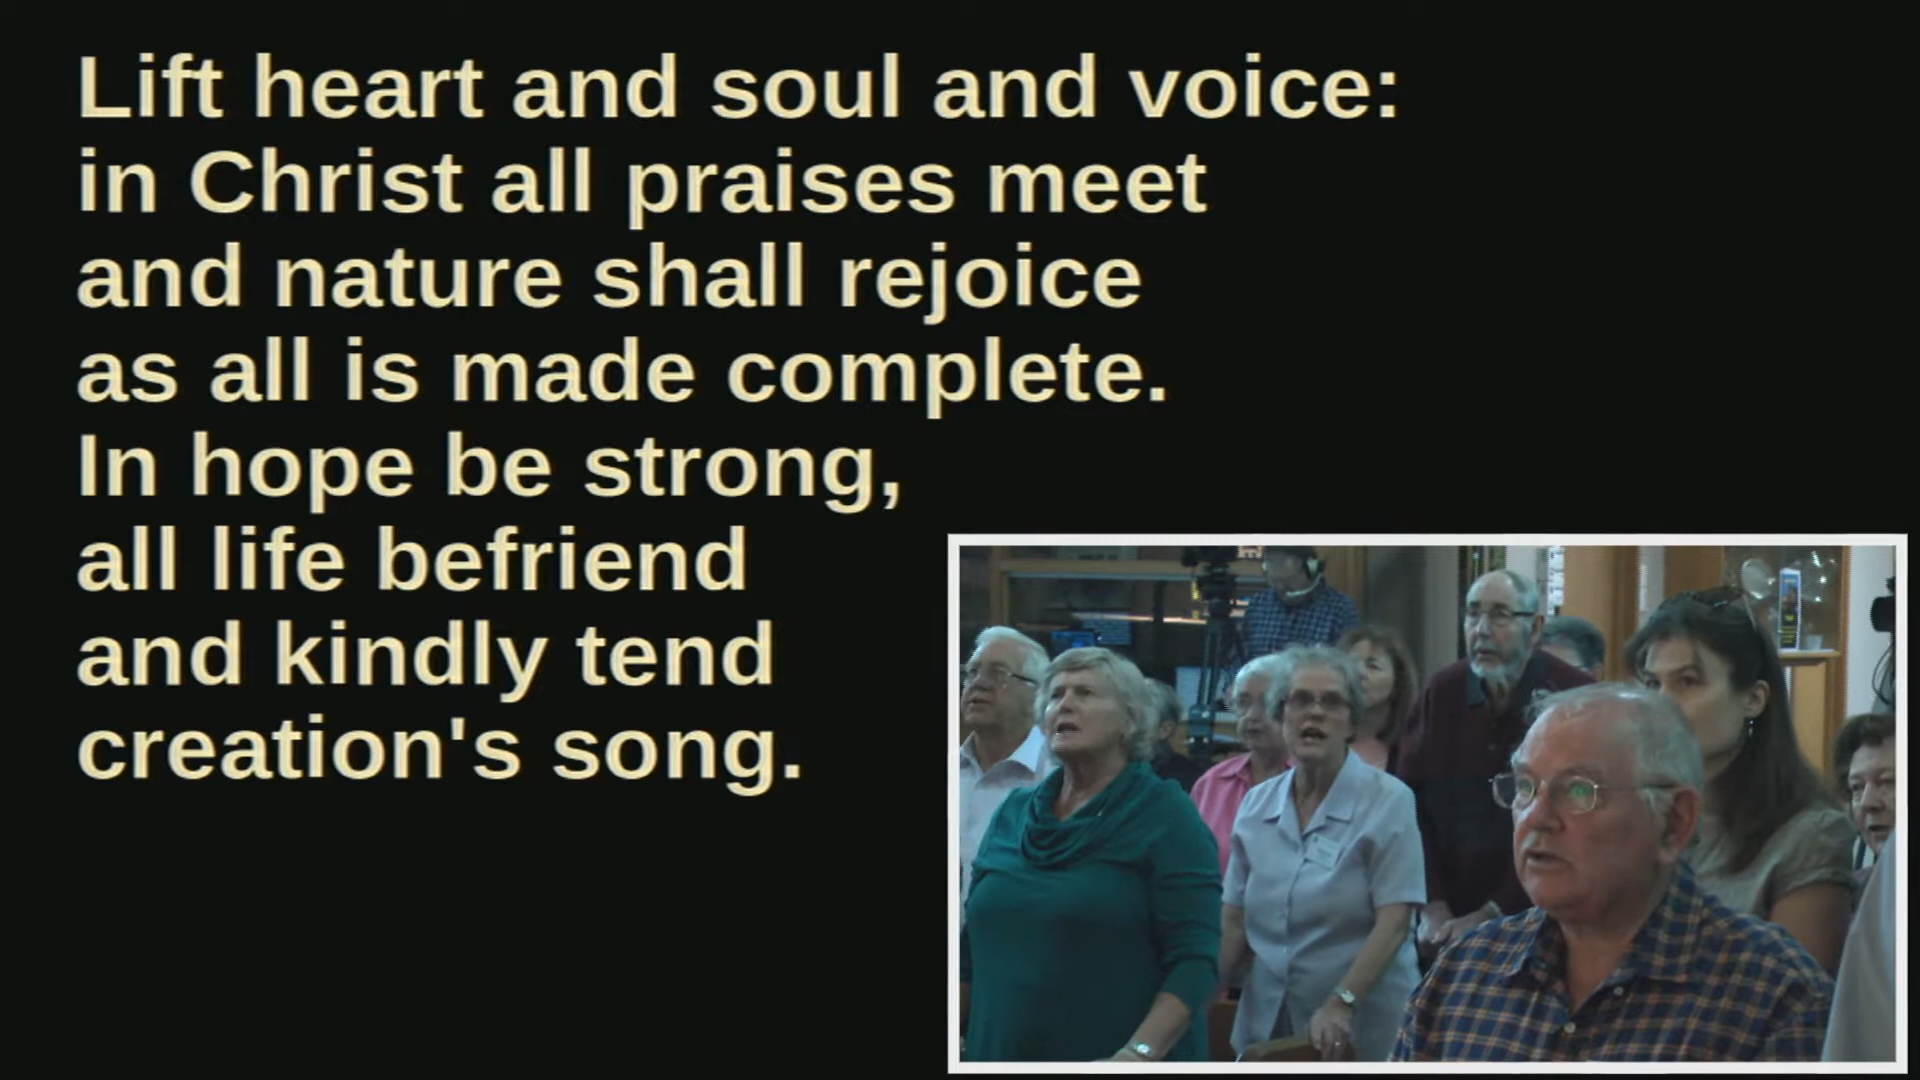 Lift heart and soul and voice:
in Christ all praises meet
and nature shall rejoice
as all is made complete.
In hope be strong,
all life befriend
and kindly tend
creation's song.